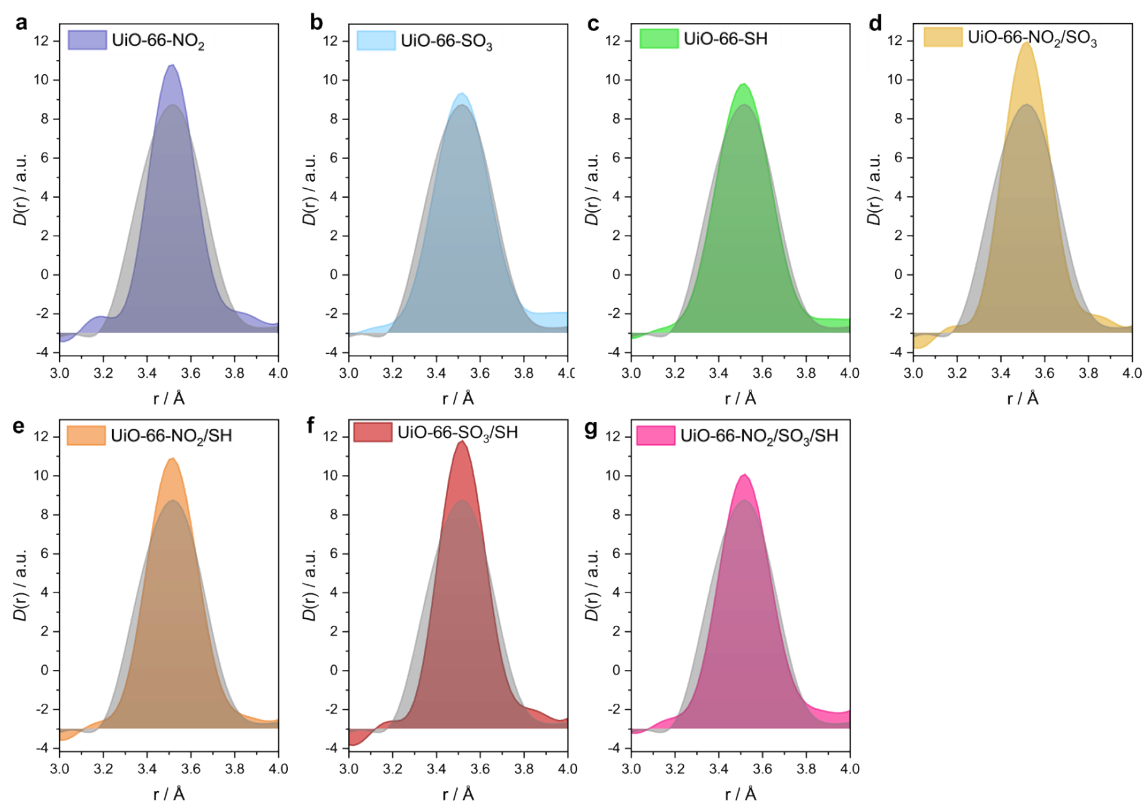 a
UiO-66-NO₂
12
10
8
6
4
2
0
-2
-4
D(r) / a.u.
3.0 3.2 3.4 3.6 3.8 4.0
r / Å
b
UiO-66-SO₃
12
10
8
6
4
2
0
-2
-4
D(r) / a.u.
3.0 3.2 3.4 3.6 3.8 4.0
r / Å
c
UiO-66-SH
12
10
8
6
4
2
0
-2
-4
D(r) / a.u.
3.0 3.2 3.4 3.6 3.8 4.0
r / Å
d
UiO-66-NO₂/SO₃
12
10
8
6
4
2
0
-2
-4
D(r) / a.u.
3.0 3.2 3.4 3.6 3.8 4.0
r / Å
e
UiO-66-NO₂/SH
12
10
8
6
4
2
0
-2
-4
D(r) / a.u.
3.0 3.2 3.4 3.6 3.8 4.0
r / Å
f
UiO-66-SO₃/SH
12
10
8
6
4
2
0
-2
-4
D(r) / a.u.
3.0 3.2 3.4 3.6 3.8 4.0
r / Å
g
UiO-66-NO₂/SO₃/SH
12
10
8
6
4
2
0
-2
-4
D(r) / a.u.
3.0 3.2 3.4 3.6 3.8 4.0
r / Å